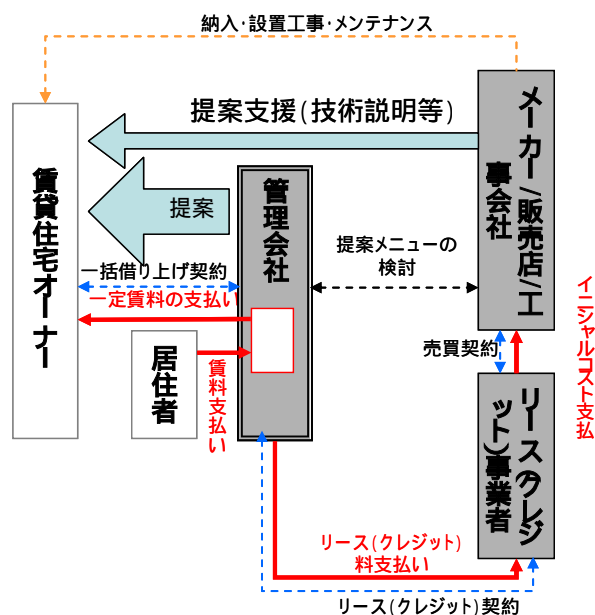 納入･設置工事･メンテナンス
提案支援(技術説明等)
提案
賃貸住宅オーナー
管理会社
メーカー/販売店/工
事会社
提案メニューの
検討
一括借り上げ契約
一定賃料の支払い
居住者
賃料支払い
売買契約
イニシャルコスト支払
リース(クレジ
ット)事業者
リース(クレジット)
料支払い
リース(クレジット)契約